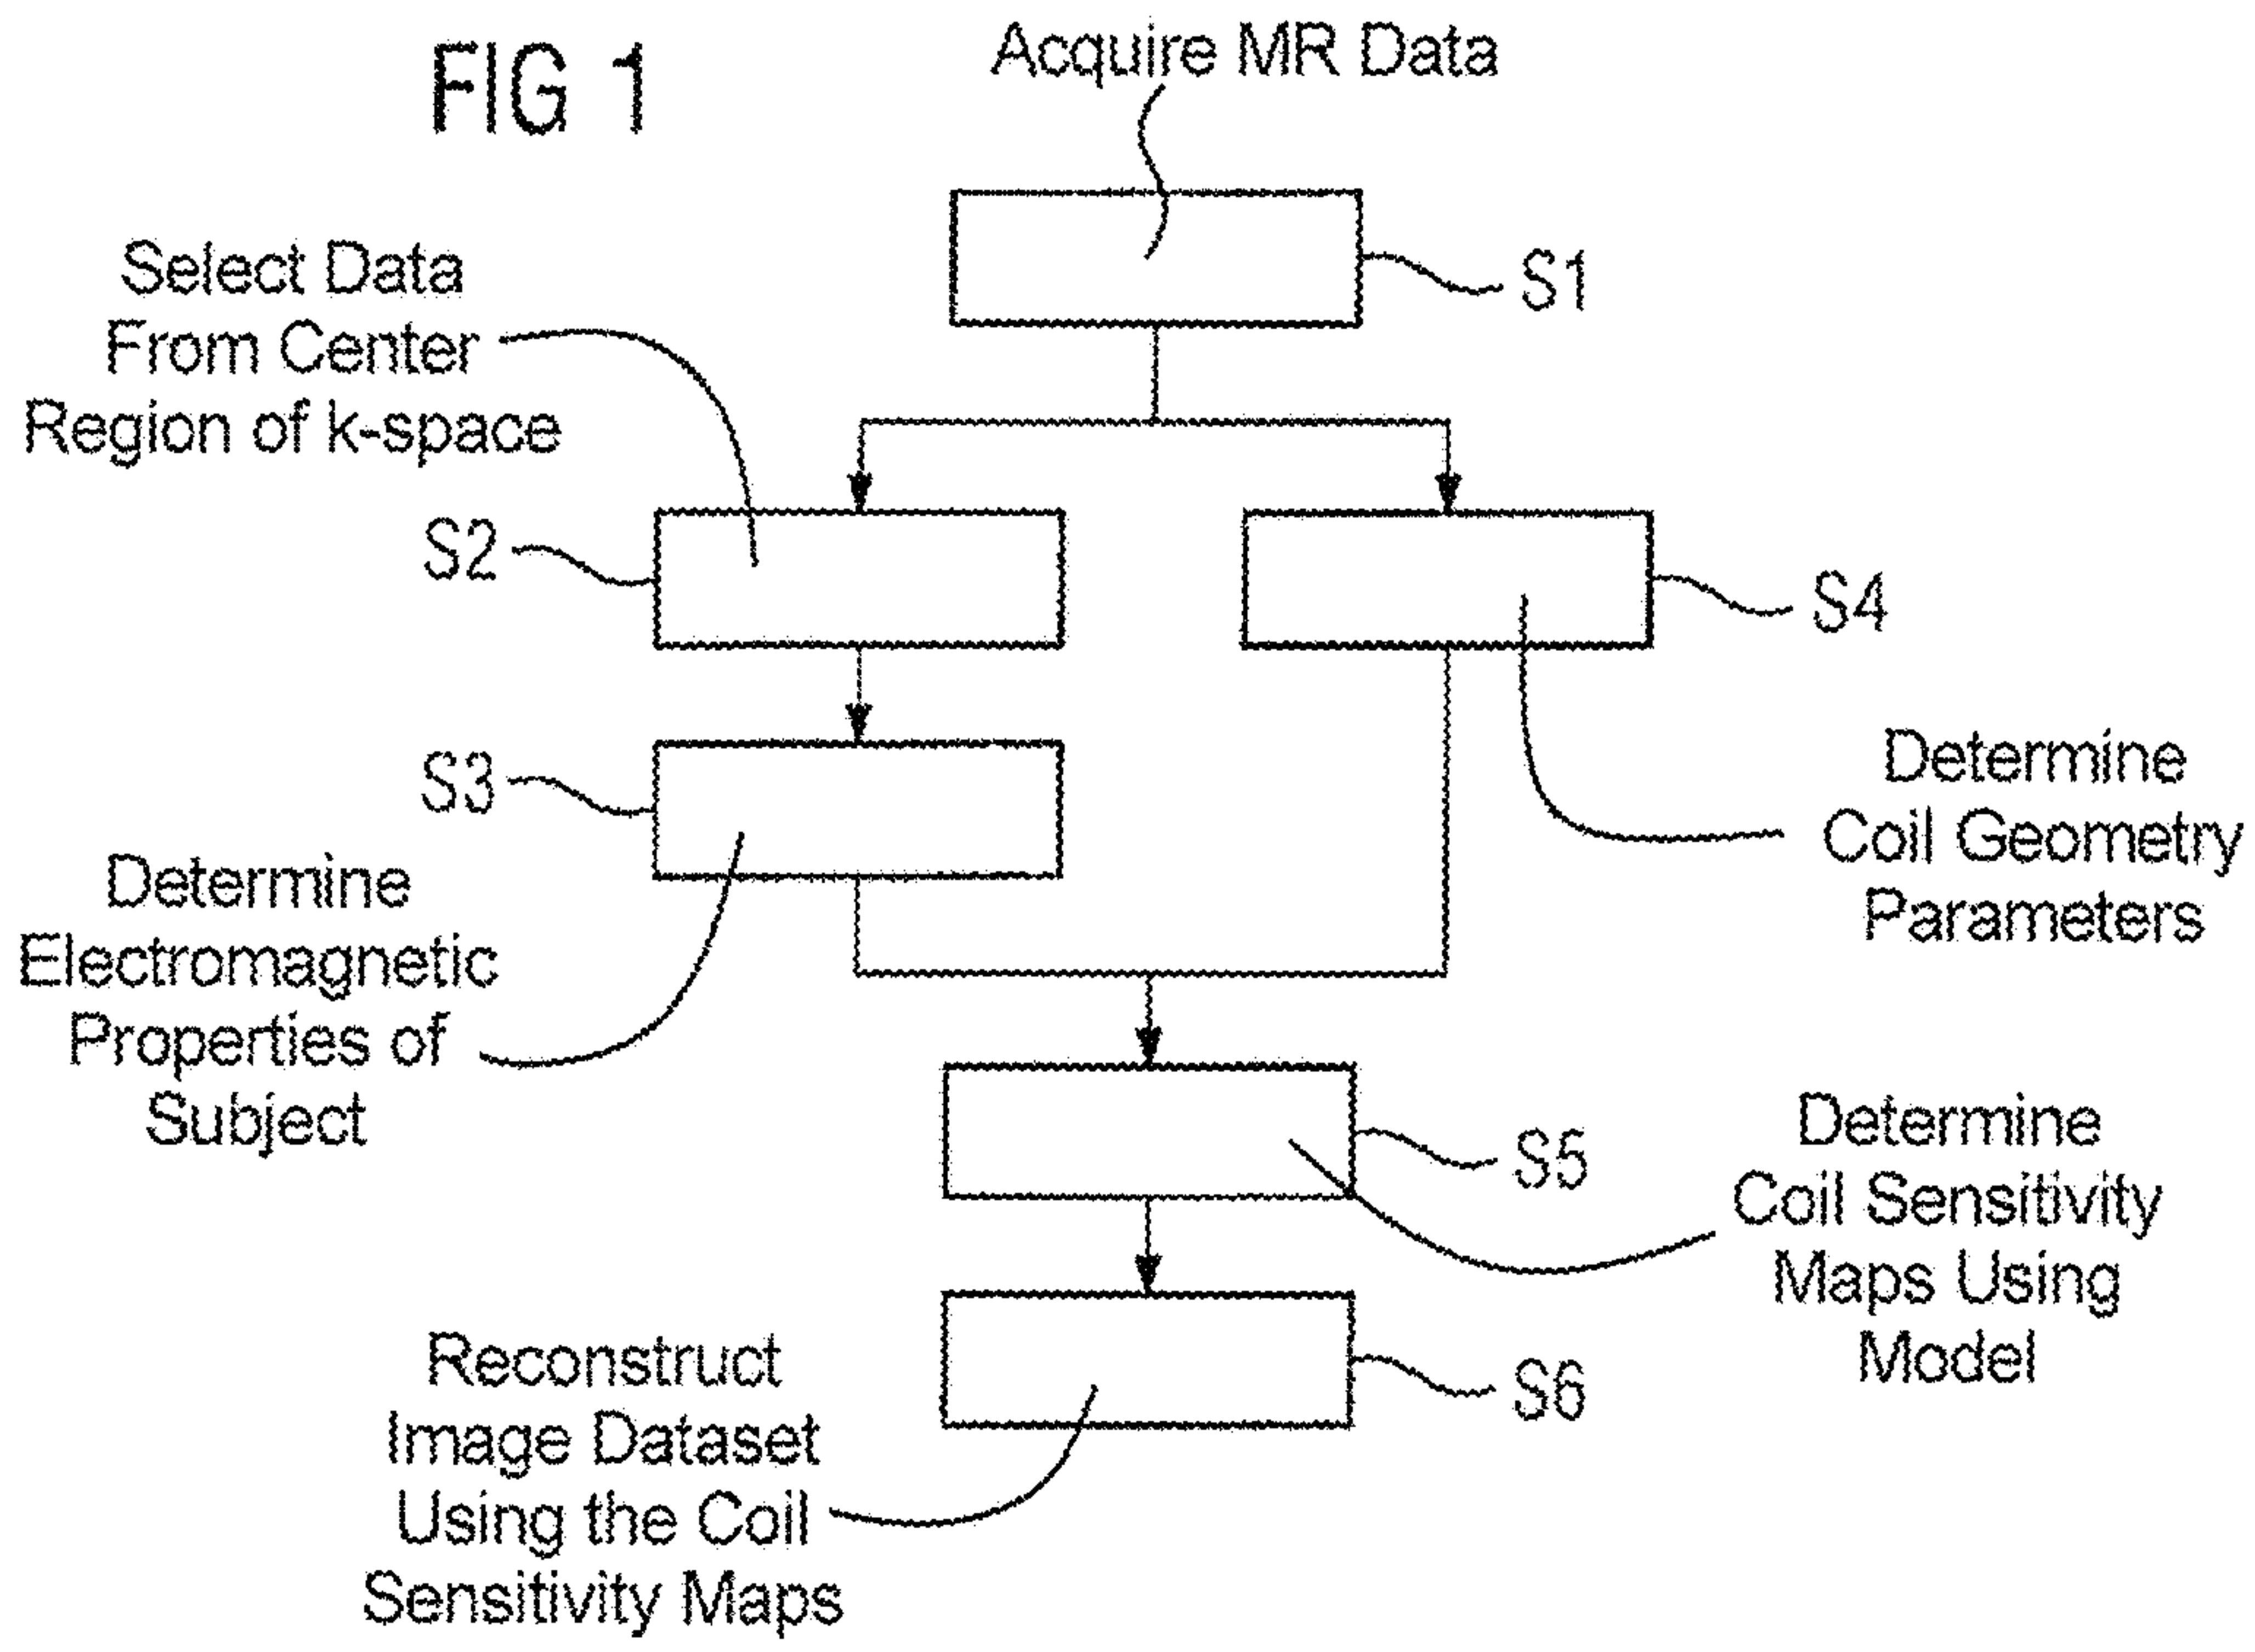 FIG 1
Acquire MR Data
S1
Select Data
From Center
Region of k-space
S2
S4
S3
Determine
Coil Geometry
Parameters
Determine
Electromagnetic
Properties of
Subject
S5
Determine
Coil Sensitivity
Maps Using
Model
S6
Reconstruct
Image Dataset
Using the Coil
Sensitivity Maps